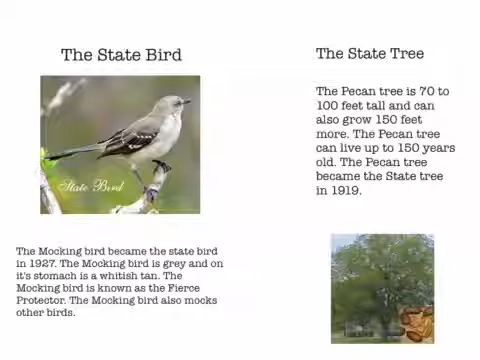 The State Bird
State Bird
The Mocking bird became the state bird
in 1927. The Mocking bird is grey and on
it's stomach is a whitish tan. The
Mocking bird is known as the Fierce
Protector. The Mocking bird also mocks
other birds.
The State Tree
The Pecan tree is 70 to
100 feet tall and can
also grow 150 feet
more. The Pecan tree
can live up to 150 years
old. The Pecan tree
became the State tree
in 1919.